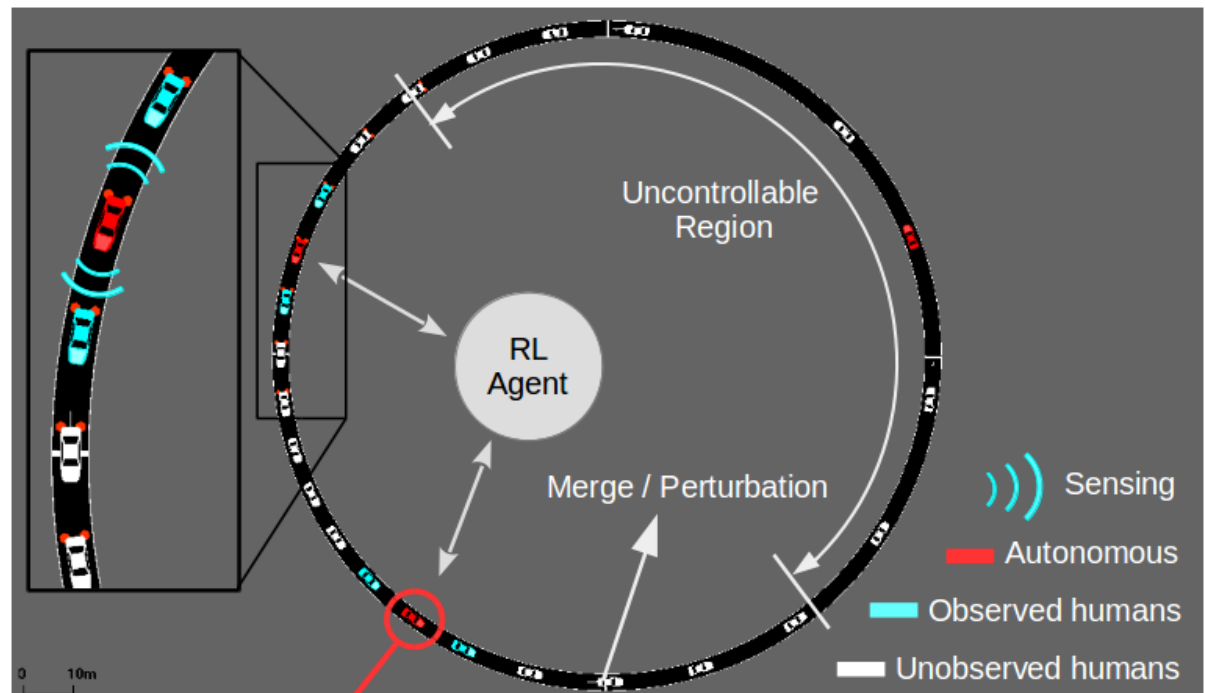 Uncontrollable
Region
RL
Agent
Merge / Perturbation
Sensing
Autonomous
Observed humans
Unobserved humans
0 10m